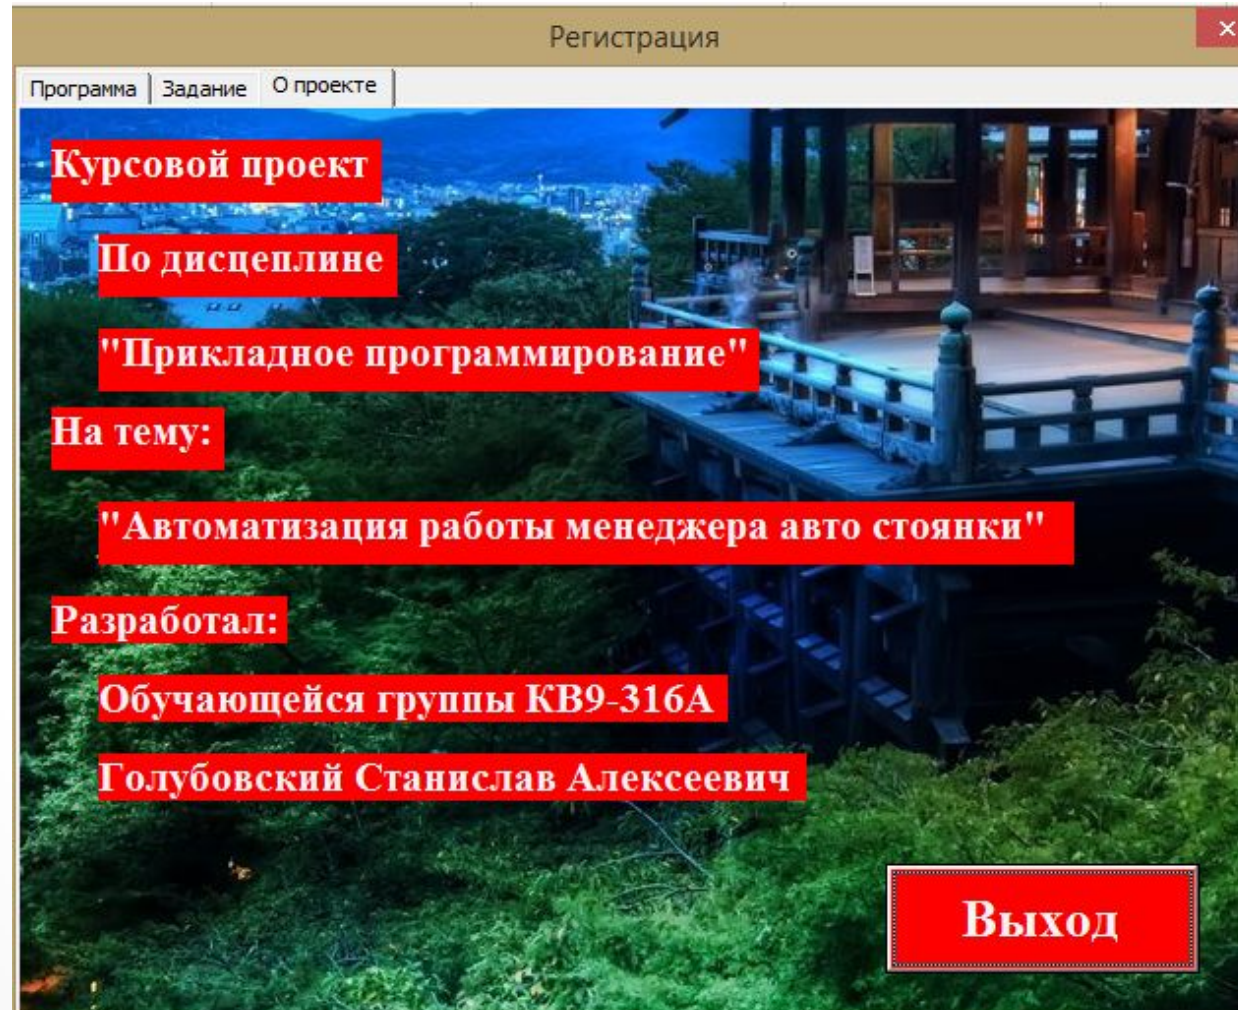 Регистрация
Программа Задание О проекте
Курсовой проект
По дисцеплине
"Прикладное программирование"
На тему:
"Автоматизация работы менеджера авто стоянки"
Разработал:
Обучающейся группы КВ9-316А
Голубовский Станислав Алексеевич
Выход